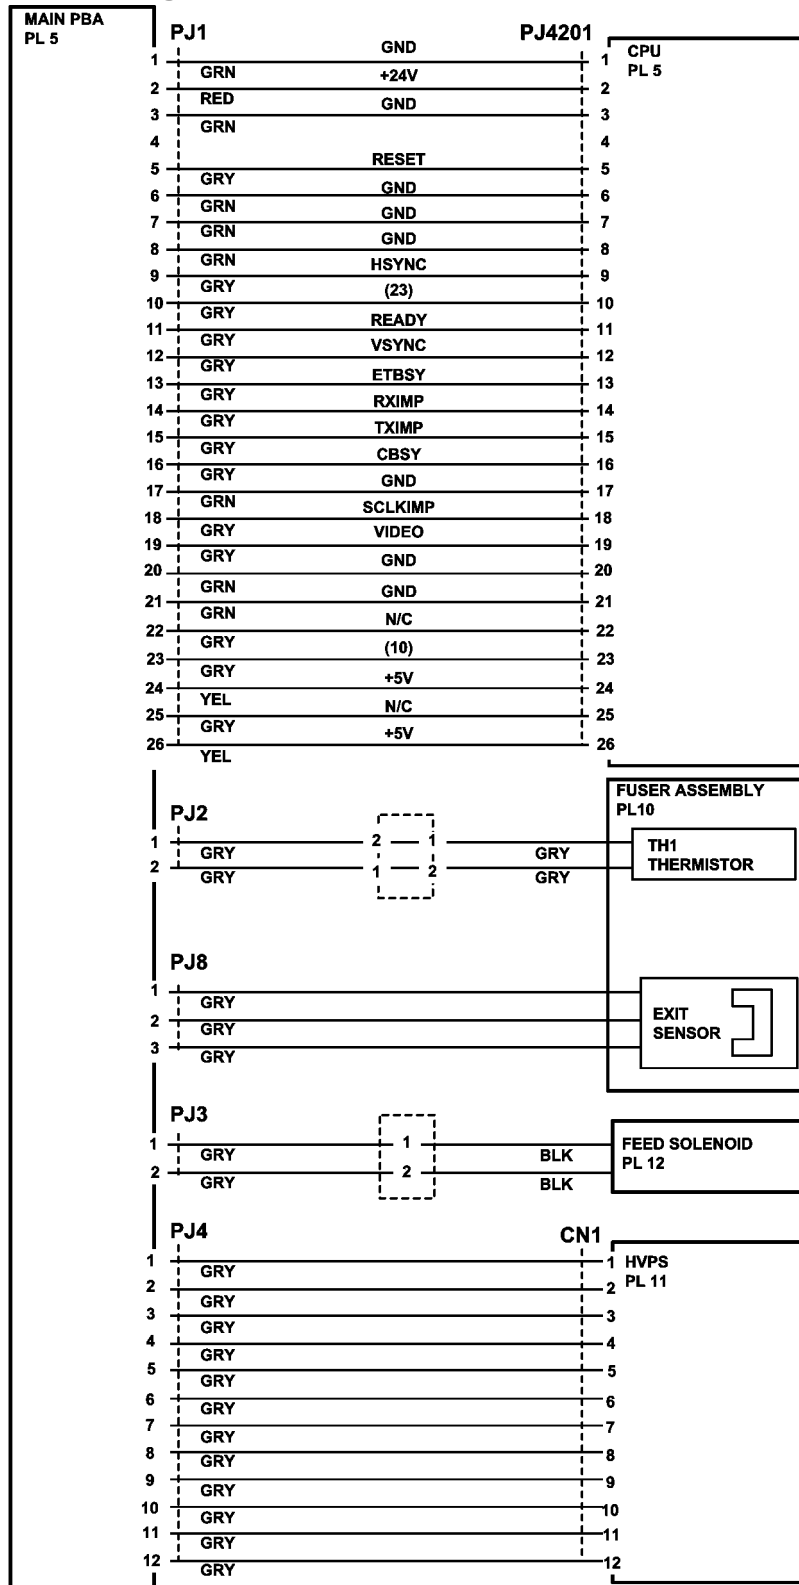 MAIN PBA
PL 5
PJ1
PJ4201
CPU
PL 5
1 GND 1
GRN
2 +24V 2
RED
3 GND 3
GRN
4 4
5 RESET 5
GRY
6 GND 6
GRN
7 GND 7
GRN
8 GND 8
GRN
9 HSYNC 9
GRY
10 (23) 10
GRY
11 READY 11
GRY
12 VSYNC 12
GRY
13 ETBSY 13
GRY
14 RXIMP 14
GRY
15 TXIMP 15
GRY
16 CBSY 16
GRY
17 GND 17
GRN
18 SCLKIMP 18
GRY
19 VIDEO 19
GRY
20 GND 20
GRN
21 GND 21
GRN
22 N/C 22
GRY
23 (10) 23
GRY
24 +5V 24
YEL
25 N/C 25
GRY
26 +5V 26
YEL
FUSER ASSEMBLY
PL10
PJ2
1 2 1
GRY GRY
2 1 2
GRY GRY
TH1
THERMISTOR
PJ8
1
GRY
2
GRY
3
GRY
EXIT
SENSOR
PJ3
1 1
GRY BLK
2 2
GRY BLK
FEED SOLENOID
PL 12
PJ4
CN1
HVPS
PL 11
1 1
GRY
2 2
GRY
3 3
GRY
4 4
GRY
5 5
GRY
6 6
GRY
7 7
GRY
8 8
GRY
9 9
GRY
10 10
GRY
11 11
GRY
12 12
GRY